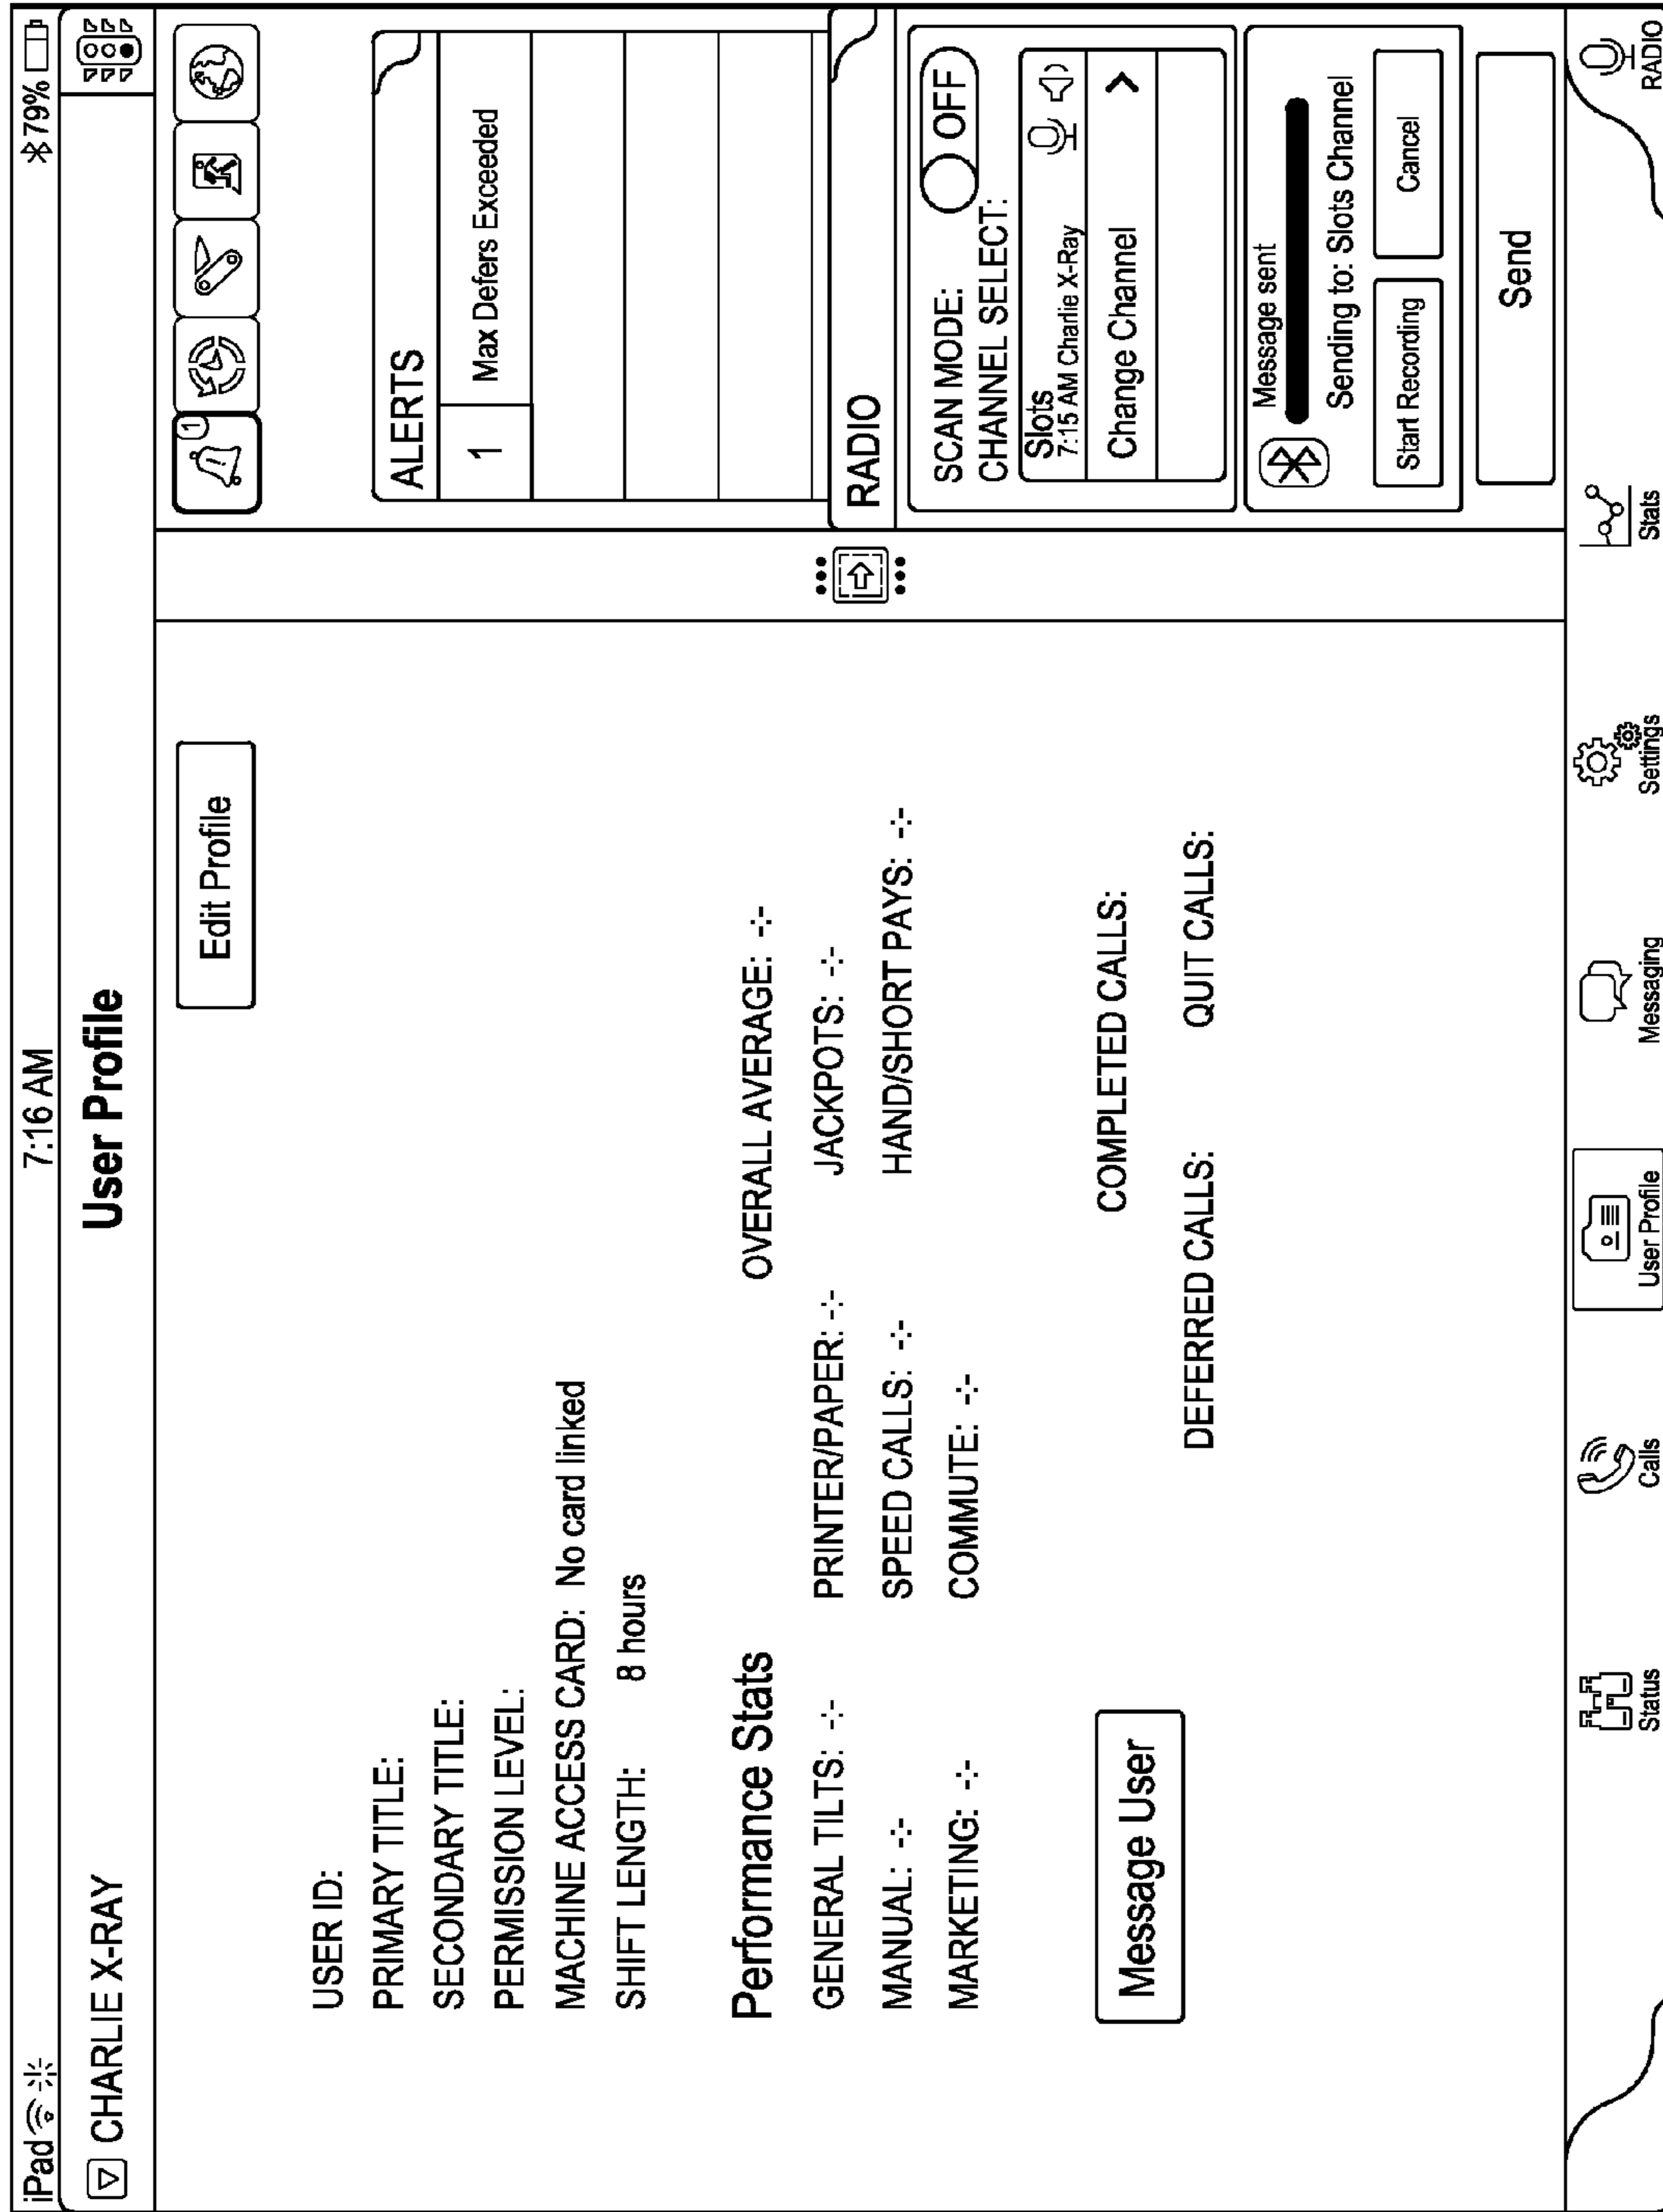 iPad 7:16 AM 79%
CHARLIE X-RAY User Profile
Edit Profile
USER ID:
PRIMARY TITLE:
SECONDARY TITLE:
PERMISSION LEVEL:
MACHINE ACCESS CARD: No card linked
SHIFT LENGTH: 8 hours
Performance Stats OVERALL AVERAGE: -:-
GENERAL TILTS: -:- PRINTER/PAPER: -:- JACKPOTS: -:-
MANUAL: -:- SPEED CALLS: -:- HAND/SHORT PAYS: -:-
MARKETING: -:- COMMUTE: -:-
Message User COMPLETED CALLS:
DEFERRED CALLS: QUIT CALLS:
1
ALERTS
1 Max Defers Exceeded
RADIO
SCAN MODE: OFF
CHANNEL SELECT:
Slots
7:15 AM Charlie X-Ray
Change Channel >
Message sent
Sending to: Slots Channel
Start Recording Cancel
Send
Status Calls User Profile Messaging Settings Stats RADIO